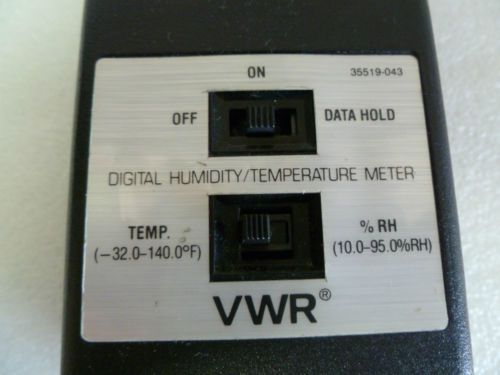 ON
35519-043
OFF
DATA HOLD
DIGITAL HUMIDITY/TEMPERATURE METER
TEMP.
(−32.0-140.0ºF)
% RH
(10.0-95.0%RH)
VWR®